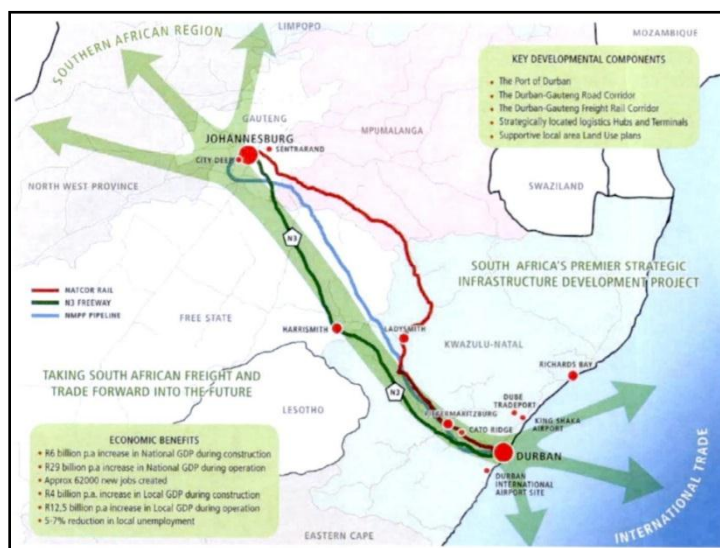 LIMPOPO
MOZAMBIQUE
SOUTHERN AFRICAN REGION
KEY DEVELOPMENTAL COMPONENTS
The Port of Durban
The Durban-Gauteng Road Corridor
The Durban-Gauteng Freight Rail Corridor
Strategically located logistics Hubs and Terminals
Supportive local area Land Use plans
GAUTENG
MPUMALANGA
JOHANNESBURG
SENTRARAND
CITY DEEP
NORTH WEST PROVINCE
SWAZILAND
N3
NATCOR RAIL
N3 FREEWAY
NMPP PIPELINE
SOUTH AFRICA'S PREMIER STRATEGIC
INFRASTRUCTURE DEVELOPMENT PROJECT
FREE STATE
HARRISMITH
LADYSMITH
KWAZULU-NATAL
RICHARDS BAY
TAKING SOUTH AFRICAN FREIGHT AND
TRADE FORWARD INTO THE FUTURE
LESOTHO
N3
DUBE
TRADEPORT
PIETERMARITZBURG
KING SHAKA
AIRPORT
CATO RIDGE
DURBAN
DURBAN
INTERNATIONAL
AIRPORT SITE
INTERNATIONAL TRADE
ECONOMIC BENEFITS
R6 billion p.a increase in National GDP during construction
R29 billion p.a increase in National GDP during operation
Approx 62000 new jobs created
R4 billion p.a. increase in Local GDP during construction
R12,5 billion p.a increase in Local GDP during operation
5-7% reduction in local unemployment
EASTERN CAPE